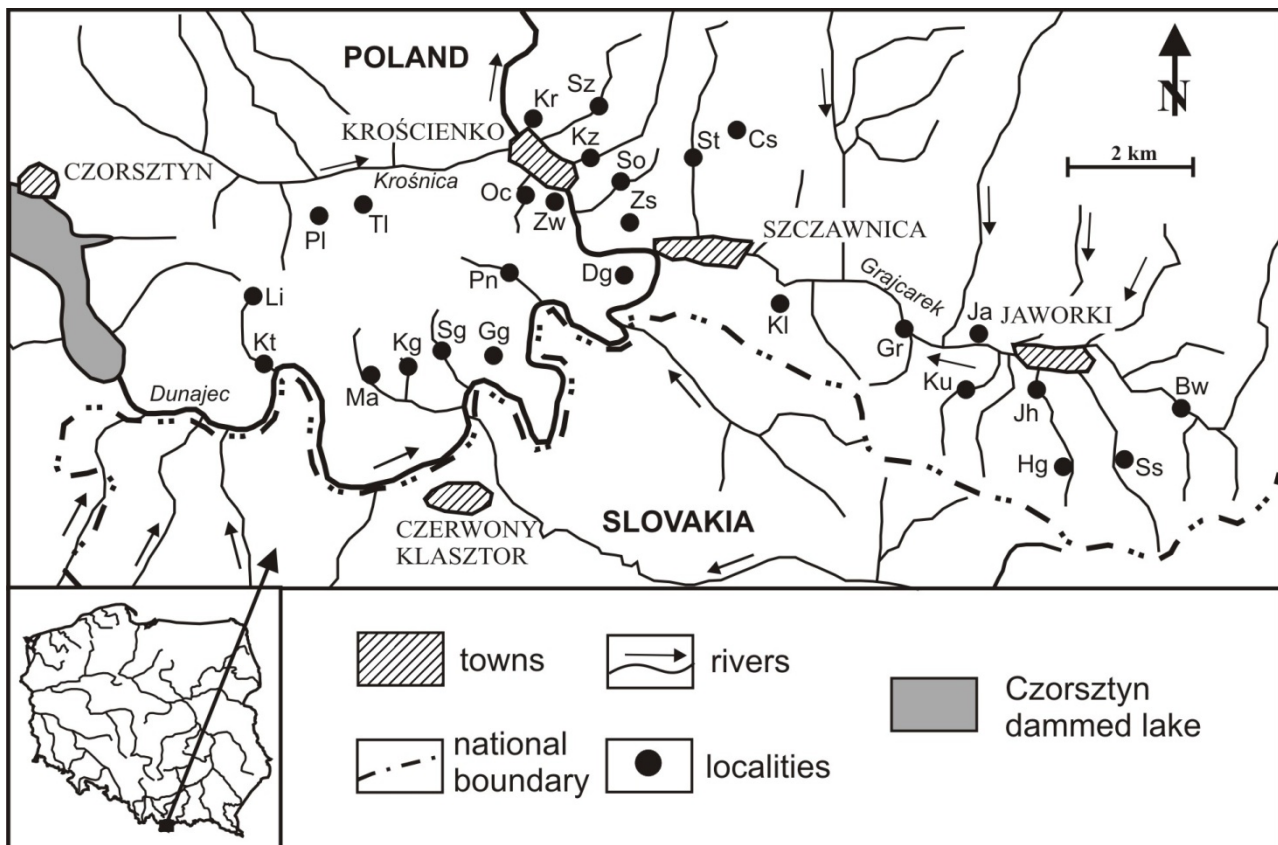 POLAND
N
2 km
KROŚCIENKO
Kr
Sz
Kz
So
St
Cs
CZORSZTYN
Krośnica
Oc
Zw
Zs
Pl
Tl
SZCZAWNICA
Pn
Dg
Grajcarek
Li
Kl
Ja
JAWORKI
Kt
Kg
Sg
Gg
Gr
Ma
Ku
Jh
Bw
Dunajec
Hg
Ss
CZERWONY
KLASZTOR
SLOVAKIA
towns
rivers
Czorsztyn
dammed lake
national
boundary
localities